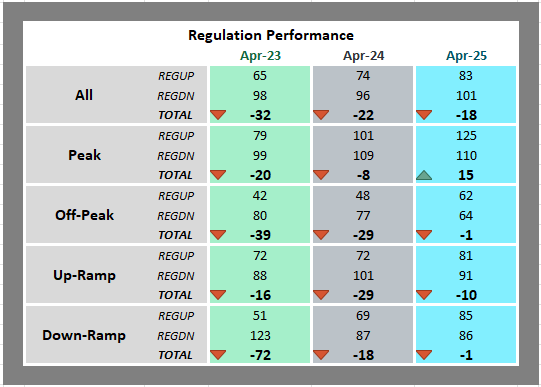 Regulation Performance
Apr-23 Apr-24 Apr-25
All REGUP 65 74 83
REGDN 98 96 101
TOTAL -32 -22 -18
Peak REGUP 79 101 125
REGDN 99 109 110
TOTAL -20 -8 15
Off-Peak REGUP 42 48 62
REGDN 80 77 64
TOTAL -39 -29 -1
Up-Ramp REGUP 72 72 81
REGDN 88 101 91
TOTAL -16 -29 -10
Down-Ramp REGUP 51 69 85
REGDN 123 87 86
TOTAL -72 -18 -1